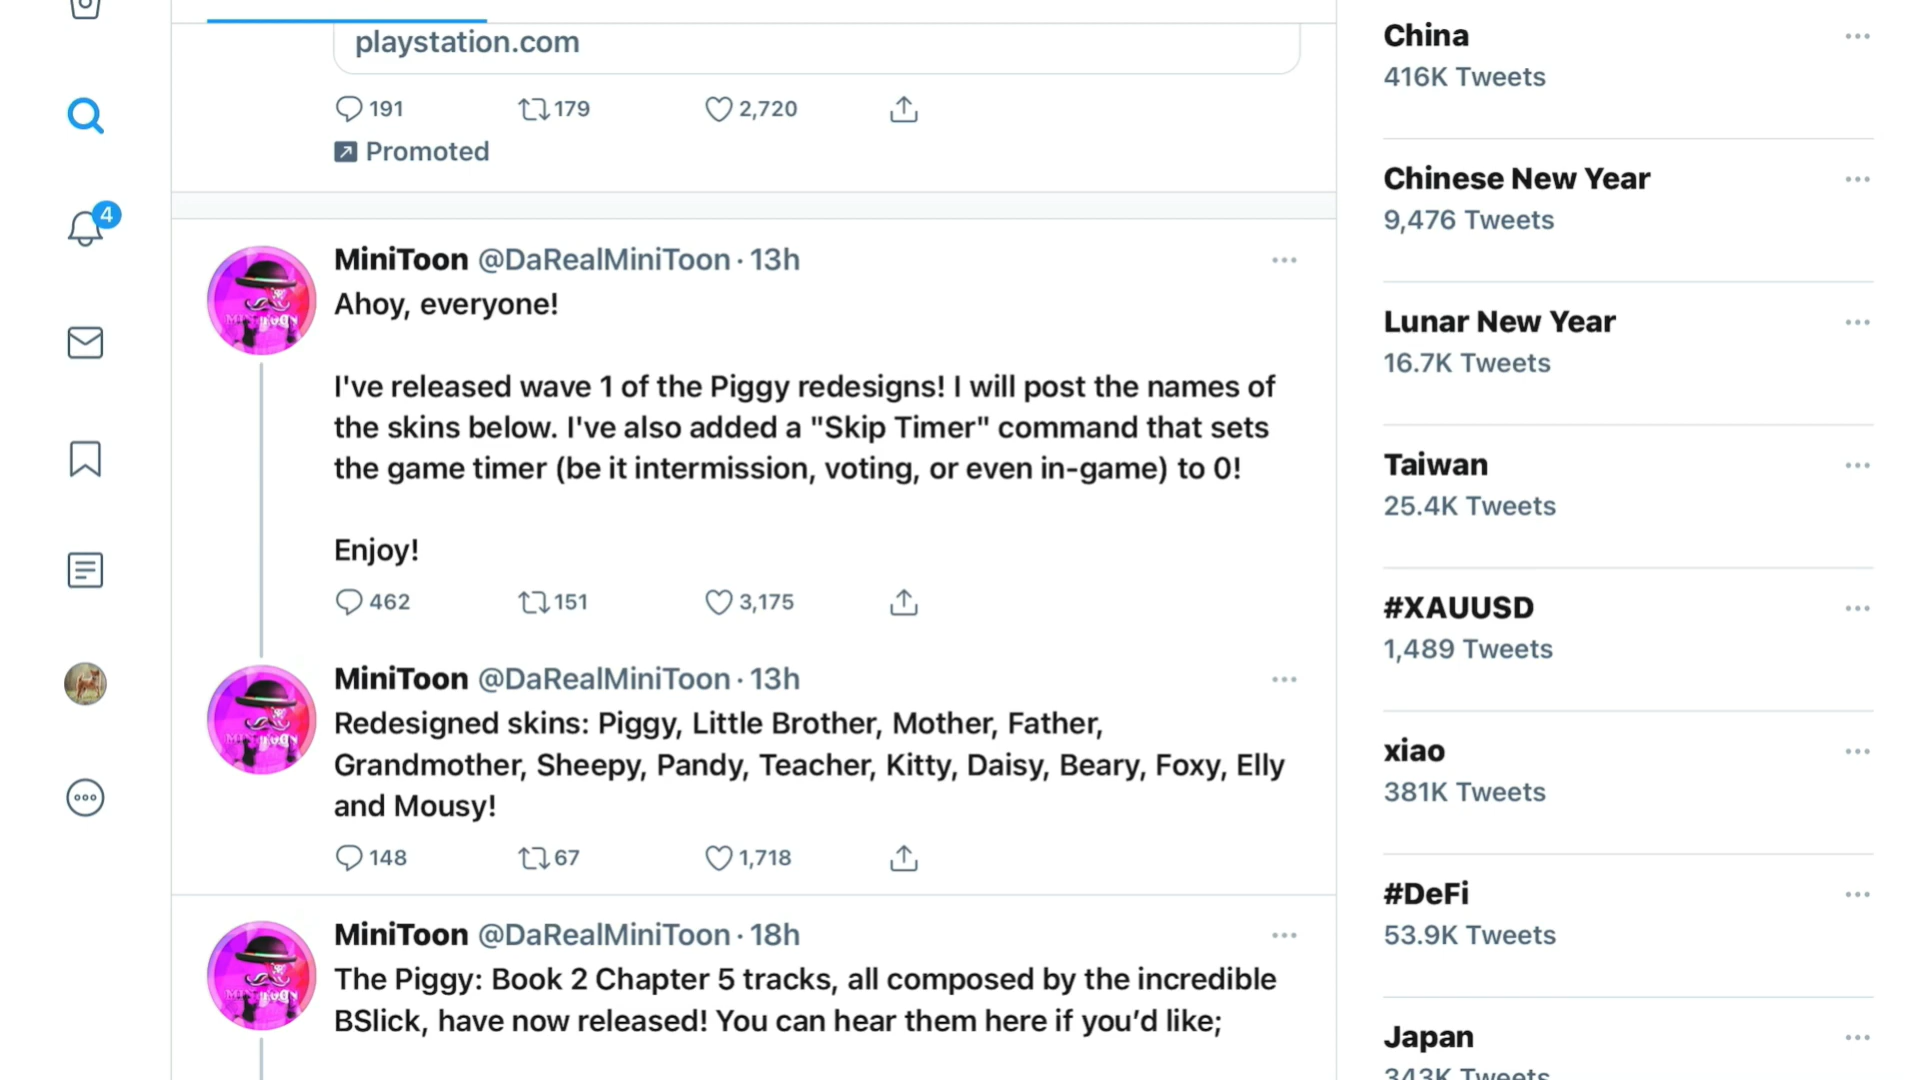 playstation.com
191 179 2,720
Promoted
MiniToon @DaRealMiniToon · 13h
Ahoy, everyone!
I've released wave 1 of the Piggy redesigns! I will post the names of
the skins below. I've also added a "Skip Timer" command that sets
the game timer (be it intermission, voting, or even in-game) to 0!
Enjoy!
462 151 3,175
MiniToon @DaRealMiniToon · 13h
Redesigned skins: Piggy, Little Brother, Mother, Father,
Grandmother, Sheepy, Pandy, Teacher, Kitty, Daisy, Beary, Foxy, Elly
and Mousy!
148 67 1,718
MiniToon @DaRealMiniToon · 18h
The Piggy: Book 2 Chapter 5 tracks, all composed by the incredible
BSlick, have now released! You can hear them here if you’d like;
4
China
416K Tweets
Chinese New Year
9,476 Tweets
Lunar New Year
16.7K Tweets
Taiwan
25.4K Tweets
#XAUUSD
1,489 Tweets
xiao
381K Tweets
#DeFi
53.9K Tweets
Japan
343K Tweets